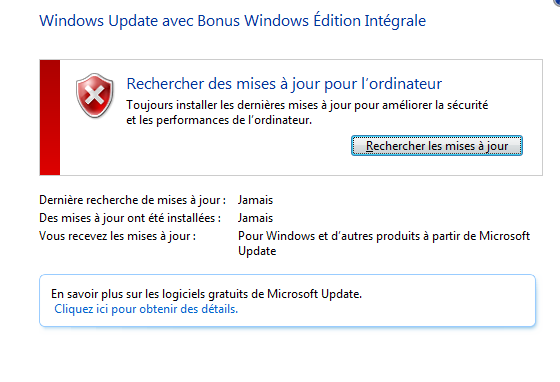 Windows Update avec Bonus Windows Édition Intégrale
Rechercher des mises à jour pour l'ordinateur
Toujours installer les dernières mises à jour pour améliorer la sécurité
et les performances de l'ordinateur.
Rechercher les mises à jour
Dernière recherche de mises à jour : Jamais
Des mises à jour ont été installées : Jamais
Vous recevez les mises à jour : Pour Windows et d'autres produits à partir de Microsoft
Update
En savoir plus sur les logiciels gratuits de Microsoft Update.
Cliquez ici pour obtenir des détails.